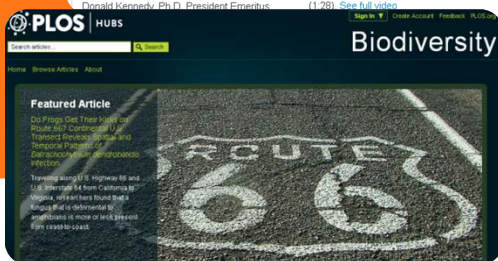 Donald Kennedy, Ph.D. President Emeritus
(1:28) See full video
PLOS HUBS
Sign In Create Account Feedback PLOS.org
Search articles...
Search
Biodiversity
Home Browse Articles About
Featured Article
Do Frogs Get Their Kicks on
Route 66? Continental U.S.
Transect Reveals Spatial and
Temporal Patterns of
Batrachochytrium dendrobatidis
Infection
Traveling along U.S. Highway 66 and
U.S. Interstate 64 from California to
Virginia, researchers found that a
fungus that is detrimental to
amphibians is more or less present
from coast-to-coast.
ROUTE
66